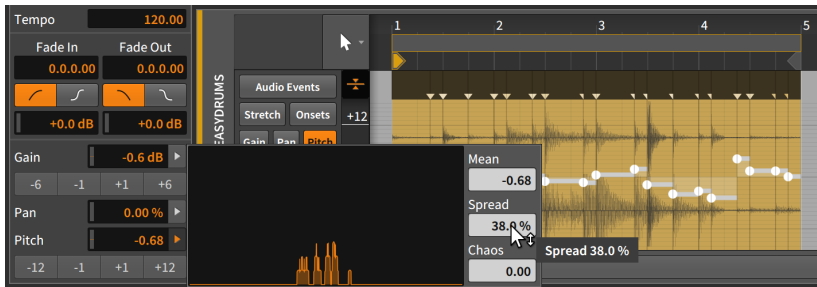 Tempo 120.00
Fade In Fade Out
0.0.0.00 0.0.0.00
+0.0 dB +0.0 dB
Gain -0.6 dB
-6 -1 +1 +6
Pan 0.00 %
Pitch -0.68
-12 -1 +1 +12
EASYDRUMS
Audio Events
Stretch Onsets
Gain Pan Pitch
+12
1 2 3 4 5
Mean
-0.68
Spread
38.0 %
Chaos
0.00
Spread 38.0 %